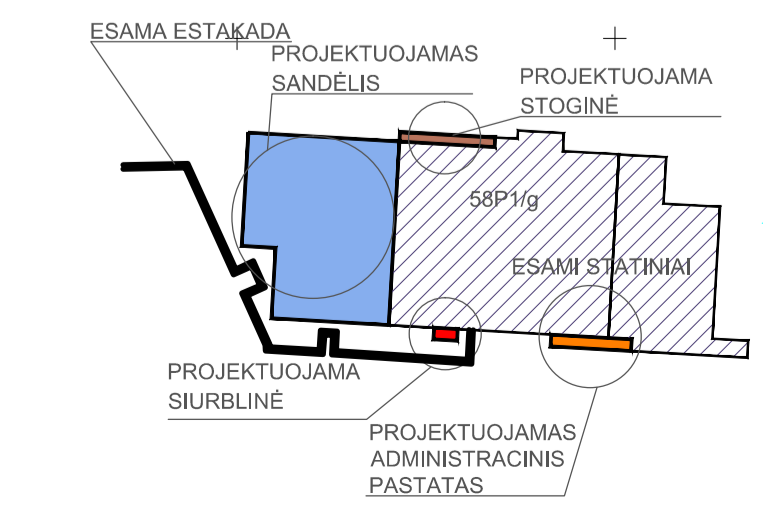 ESAMA ESTAKADA
PROJEKTUOJAMAS
SANDĖLIS
PROJEKTUOJAMA
STOGINĖ
58P1/g
ESAMI STATINIAI
PROJEKTUOJAMA
SIURBLINĖ
PROJEKTUOJAMAS
ADMINISTRACINIS
PASTATAS